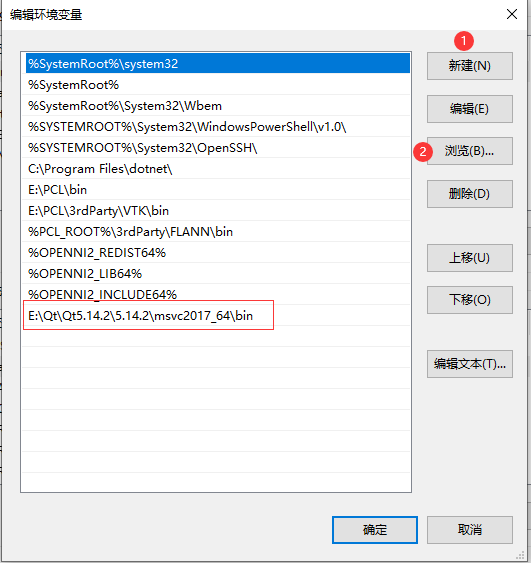 编辑环境变量
1
%SystemRoot%\system32
新建(N)
%SystemRoot%
%SystemRoot%\System32\Wbem
编辑(E)
%SYSTEMROOT%\System32\WindowsPowerShell\v1.0\
%SYSTEMROOT%\System32\OpenSSH\
2
浏览(B)...
C:\Program Files\dotnet\
E:\PCL\bin
删除(D)
E:\PCL\3rdParty\VTK\bin
%PCL_ROOT%\3rdParty\FLANN\bin
%OPENNI2_REDIST64%
上移(U)
%OPENNI2_LIB64%
%OPENNI2_INCLUDE64%
下移(O)
E:\Qt\Qt5.14.2\5.14.2\msvc2017_64\bin
编辑文本(T)...
确定
取消